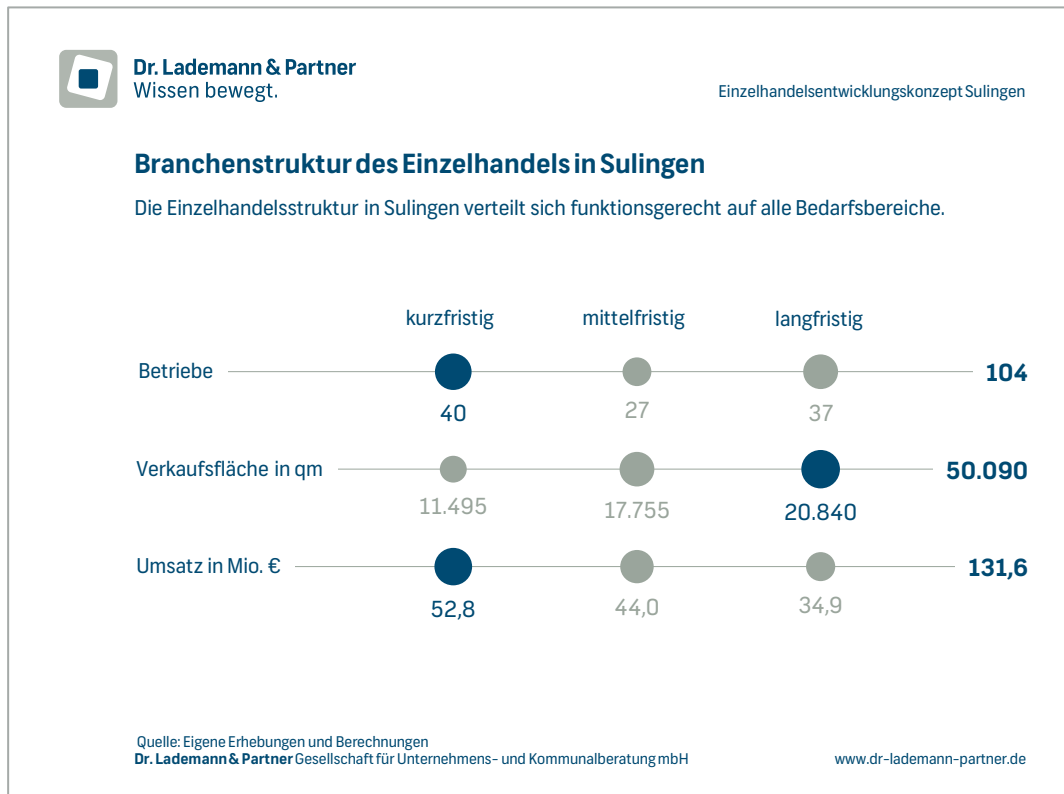 Dr. Lademann & Partner
Wissen bewegt.
Einzelhandelsentwicklungskonzept Sulingen
Branchenstruktur des Einzelhandels in Sulingen
Die Einzelhandelsstruktur in Sulingen verteilt sich funktionsgerecht auf alle Bedarfsbereiche.
kurzfristig mittelfristig langfristig
Betriebe 104
40 27 37
Verkaufsfläche in qm 50.090
11.495 17.755 20.840
Umsatz in Mio. € 131,6
52,8 44,0 34,9
Quelle: Eigene Erhebungen und Berechnungen
Dr. Lademann & Partner Gesellschaft für Unternehmens- und Kommunalberatung mbH www.dr-lademann-partner.de